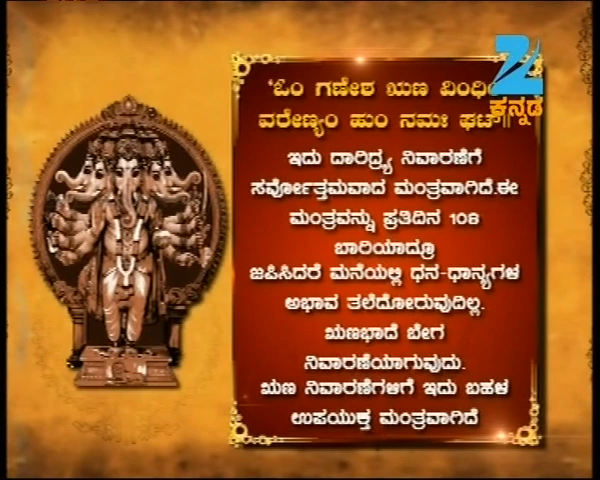 'ಓಂ ಗಣೇಶ ಋಣ ವಿಂಧಿ
ವರೇಣ್ಯಂ ಹುಂ ನಮಃ ಫಟ್||
ಕನ್ನಡ
ಇದು ದಾರಿದ್ರ್ಯ ನಿವಾರಣೆಗೆ
ಸರ್ವೋತ್ತಮವಾದ ಮಂತ್ರವಾಗಿದೆ.ಈ
ಮಂತ್ರವನ್ನು ಪ್ರತಿದಿನ 108
ಬಾರಿಯಾದ್ರೂ
ಜಪಿಸಿದರೆ ಮನೆಯಲ್ಲಿ ಧನ-ಧಾನ್ಯಗಳ
ಅಭಾವ ತಲೆದೋರುವುದಿಲ್ಲ.
ಋಣಭಾದೆ ಬೇಗ
ನಿವಾರಣೆಯಾಗುವುದು.
ಋಣ ನಿವಾರಣೆಗಳಿಗೆ ಇದು ಬಹಳ
ಉಪಯುಕ್ತ ಮಂತ್ರವಾಗಿದೆ